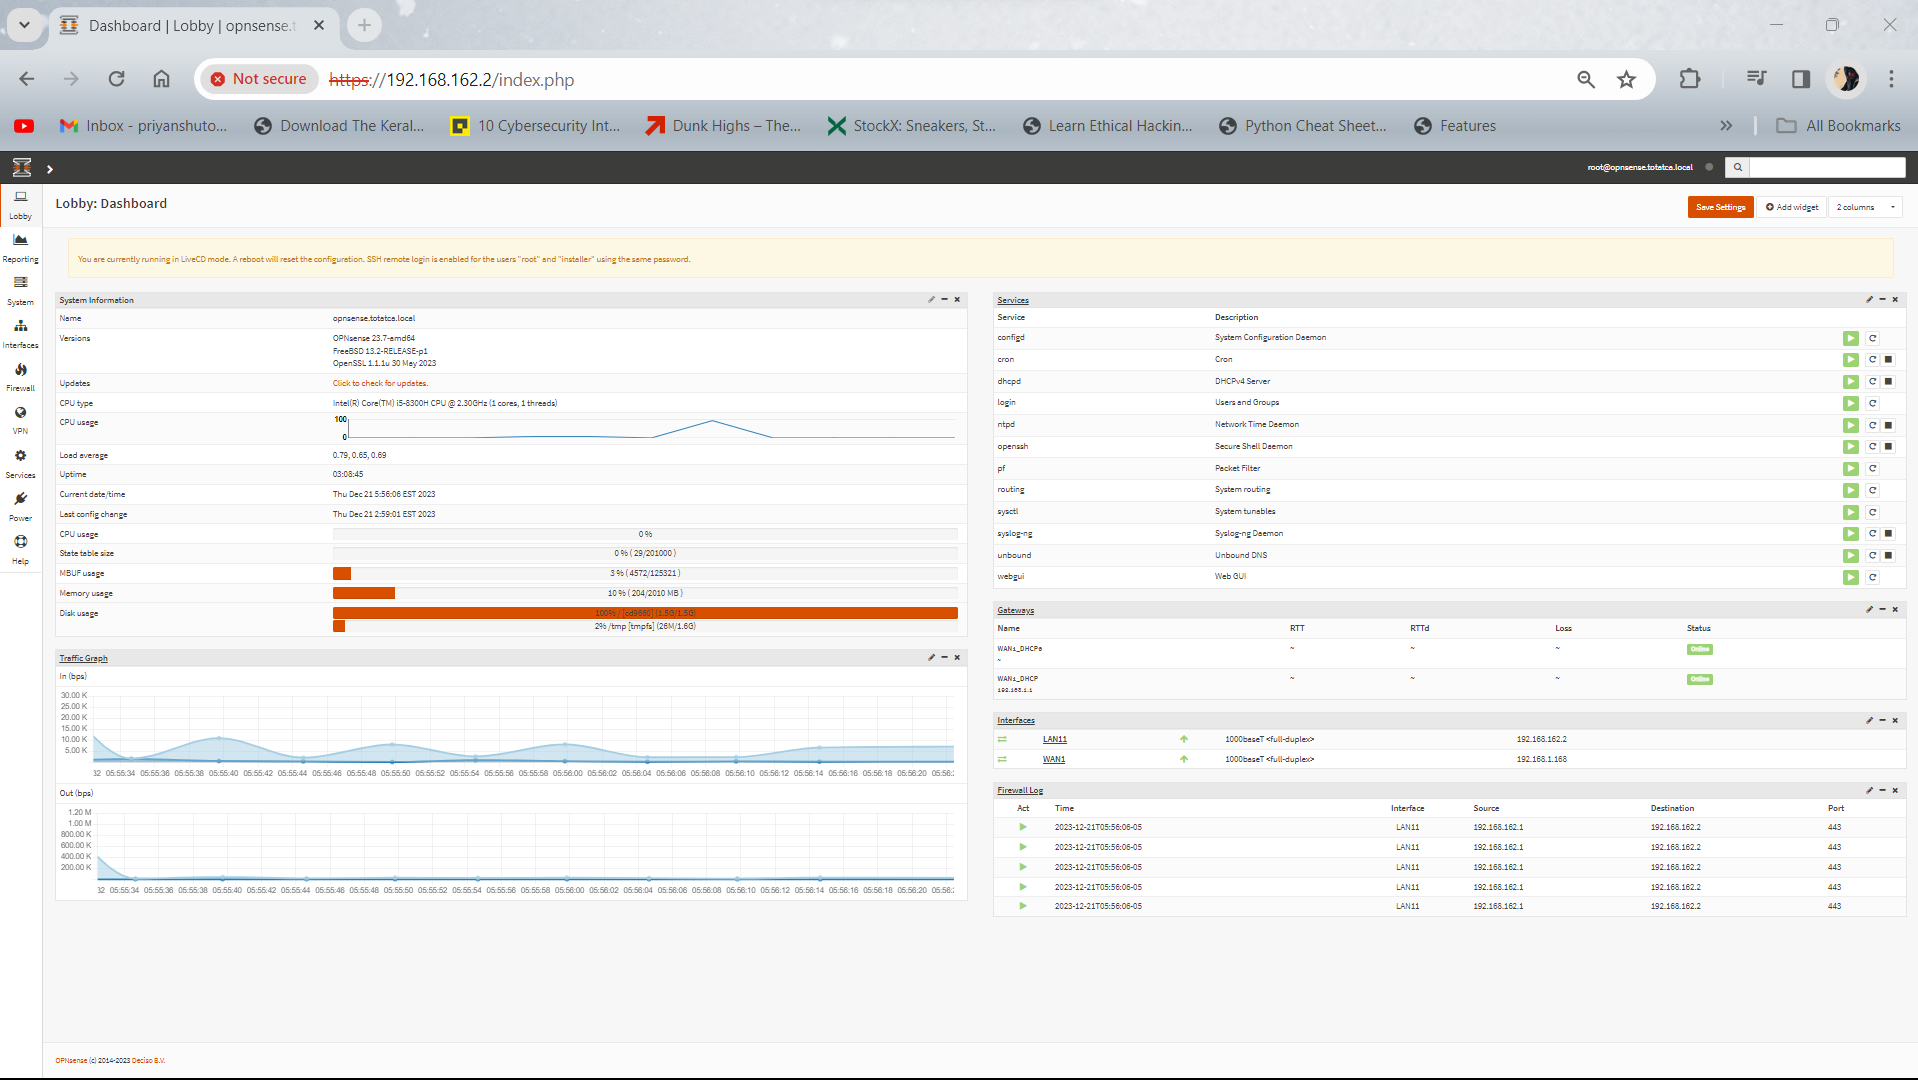 Dashboard | Lobby | opnsense.t
Not secure
https://192.168.162.2/index.php
Inbox - priyanshuto...
Download The Keral...
10 Cybersecurity Int...
Dunk Highs – The...
StockX: Sneakers, St...
Learn Ethical Hackin...
Python Cheat Sheet...
Features
All Bookmarks
root@opnsense.totatca.local
Lobby
Reporting
System
Interfaces
Firewall
VPN
Services
Power
Help
Lobby: Dashboard
Save Settings
Add widget
2 columns
You are currently running in LiveCD mode. A reboot will reset the configuration. SSH remote login is enabled for the users "root" and "installer" using the same password.
System Information
Name opnsense.totatca.local
Versions OPNsense 23.7-amd64
FreeBSD 13.2-RELEASE-p1
OpenSSL 1.1.1u 30 May 2023
Updates Click to check for updates.
CPU type Intel(R) Core(TM) i5-8300H CPU @ 2.30GHz (1 cores, 1 threads)
CPU usage 100
0
Load average 0.79, 0.65, 0.69
Uptime 03:08:45
Current date/time Thu Dec 21 5:56:06 EST 2023
Last config change Thu Dec 21 2:59:01 EST 2023
CPU usage 0 %
State table size 0 % ( 29/201000 )
MBUF usage 3 % ( 4572/125321 )
Memory usage 10 % ( 204/2010 MB )
Disk usage 100% / [cd9660] (1.5G/1.5G)
2% /tmp [tmpfs] (26M/1.6G)
Traffic Graph
In (bps)
30.00 K
25.00 K
20.00 K
15.00 K
10.00 K
5.00 K
32 05:55:34 05:55:36 05:55:38 05:55:40 05:55:42 05:55:44 05:55:46 05:55:48 05:55:50 05:55:52 05:55:54 05:55:56 05:55:58 05:56:00 05:56:02 05:56:04 05:56:06 05:56:08 05:56:10 05:56:12 05:56:14 05:56:16 05:56:18 05:56:20 05:56:2
Out (bps)
1.20 M
1.00 M
800.00 K
600.00 K
400.00 K
200.00 K
32 05:55:34 05:55:36 05:55:38 05:55:40 05:55:42 05:55:44 05:55:46 05:55:48 05:55:50 05:55:52 05:55:54 05:55:56 05:55:58 05:56:00 05:56:02 05:56:04 05:56:06 05:56:08 05:56:10 05:56:12 05:56:14 05:56:16 05:56:18 05:56:20 05:56:2
Services
Service Description
configd System Configuration Daemon
cron Cron
dhcpd DHCPv4 Server
login Users and Groups
ntpd Network Time Daemon
openssh Secure Shell Daemon
pf Packet Filter
routing System routing
sysctl System tunables
syslog-ng Syslog-ng Daemon
unbound Unbound DNS
webgui Web GUI
Gateways
Name RTT RTTd Loss Status
WAN1_DHCP6 ~ ~ ~ Online
~
WAN1_DHCP ~ ~ ~ Online
192.168.1.1
Interfaces
LAN11 1000baseT <full-duplex> 192.168.162.2
WAN1 1000baseT <full-duplex> 192.168.1.168
Firewall Log
Act Time Interface Source Destination Port
2023-12-21T05:56:06-05 LAN11 192.168.162.1 192.168.162.2 443
2023-12-21T05:56:06-05 LAN11 192.168.162.1 192.168.162.2 443
2023-12-21T05:56:06-05 LAN11 192.168.162.1 192.168.162.2 443
2023-12-21T05:56:06-05 LAN11 192.168.162.1 192.168.162.2 443
2023-12-21T05:56:06-05 LAN11 192.168.162.1 192.168.162.2 443
OPNsense (c) 2014-2023 Deciso B.V.